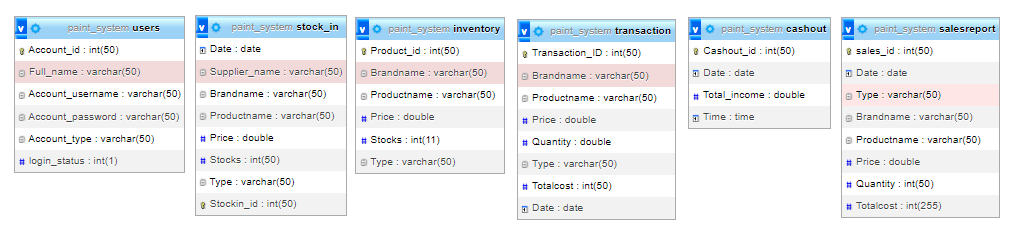 paint_system users
Account_id : int(50)
Full_name : varchar(50)
Account_username : varchar(50)
Account_password : varchar(50)
Account_type : varchar(50)
login_status : int(1)
paint_system stock_in
Date : date
Supplier_name : varchar(50)
Brandname : varchar(50)
Productname : varchar(50)
Price : double
Stocks : int(50)
Type : varchar(50)
Stockin_id : int(50)
paint_system inventory
Product_id : int(50)
Brandname : varchar(50)
Productname : varchar(50)
Price : double
Stocks : int(11)
Type : varchar(50)
paint_system transaction
Transaction_ID : int(50)
Brandname : varchar(50)
Productname : varchar(50)
Price : double
Quantity : double
Type : varchar(50)
Totalcost : int(50)
Date : date
paint_system cashout
Cashout_id : int(50)
Date : date
Total_income : double
Time : time
paint_system salesreport
sales_id : int(50)
Date : date
Type : varchar(50)
Brandname : varchar(50)
Productname : varchar(50)
Price : double
Quantity : int(50)
Totalcost : int(255)